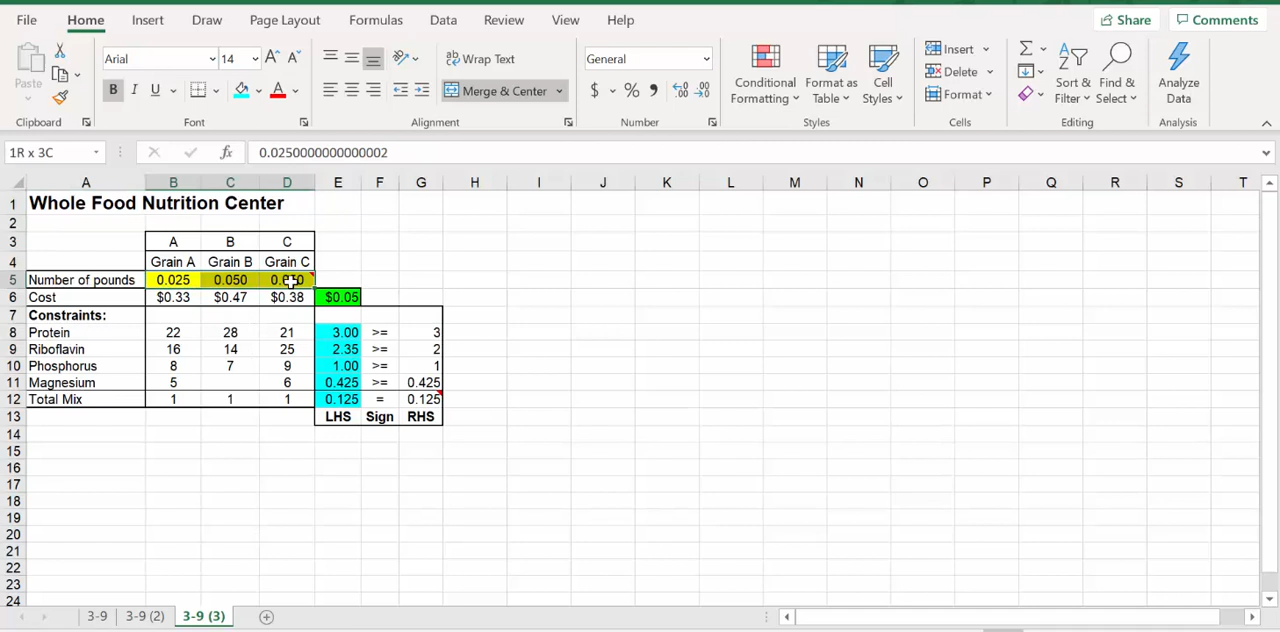 File Home Insert Draw Page Layout Formulas Data Review View Help Share Comments
Paste Arial 14 A A ab Wrap Text General Insert Σ
B I U A Merge & Center $ % 9 Conditional Formatting Format as Table Cell Styles Delete Format Sort & Filter Find & Select Analyze Data
Clipboard Font Alignment Number Styles Cells Editing Analysis
1R x 3C fx 0.0250000000000002
A B C D E F G H I J K L M N O P Q R S T
1 Whole Food Nutrition Center
2
3 A B C
4 Grain A Grain B Grain C
5 Number of pounds 0.025 0.050
6 Cost $0.33 $0.47 $0.38 $0.05
7 Constraints:
8 Protein 22 28 21 3.00 >= 3
9 Riboflavin 16 14 25 2.35 >= 2
10 Phosphorus 8 7 9 1.00 >= 1
11 Magnesium 5 6 0.425 >= 0.425
12 Total Mix 1 1 1 0.125 = 0.125
13 LHS Sign RHS
14
15
16
17
18
19
20
21
22
23
24
3-9 3-9 (2) 3-9 (3)